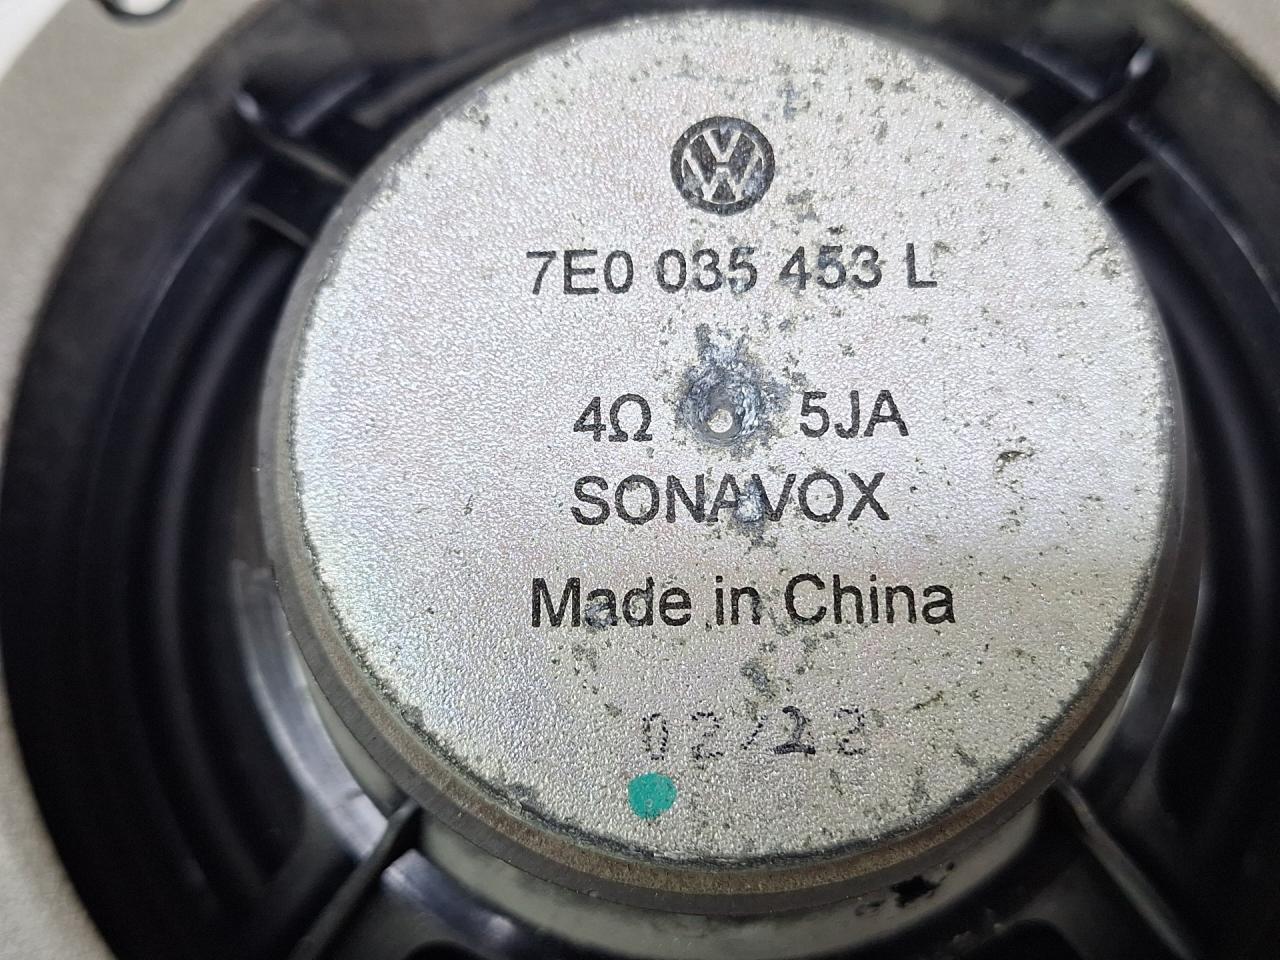 7E0 035 453 L
4Ω 5JA
SONAVOX
Made in China
02/22